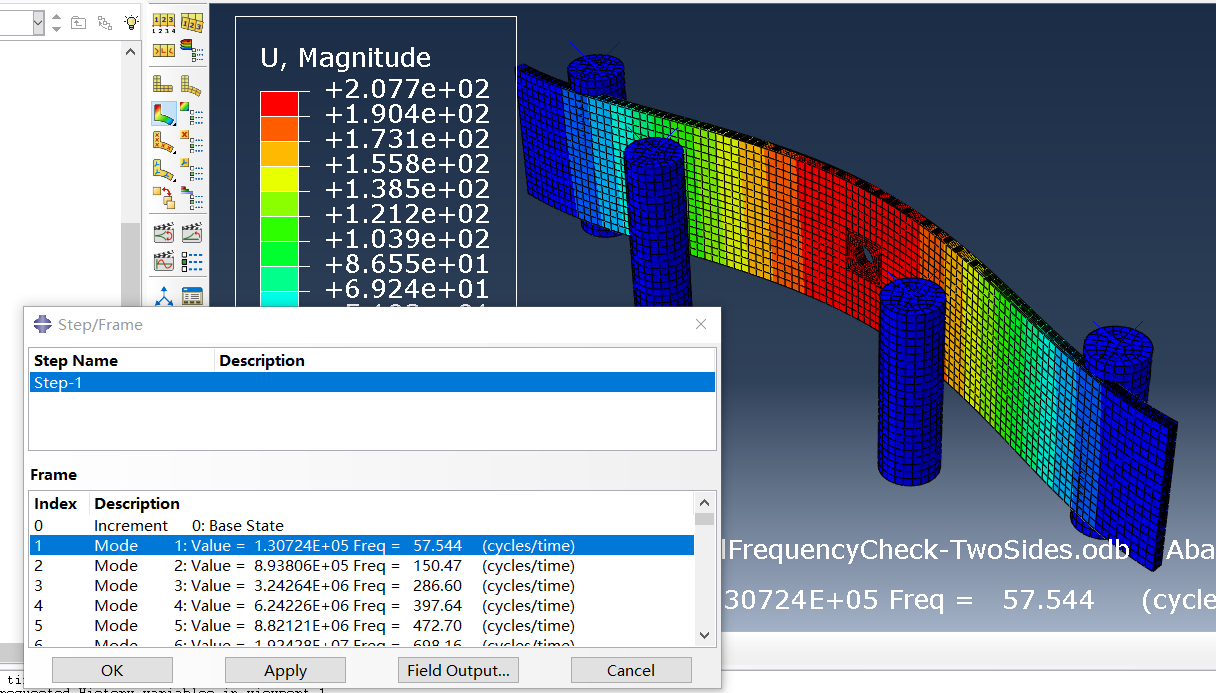 U, Magnitude
+2.077e+02
+1.904e+02
+1.731e+02
+1.558e+02
+1.385e+02
+1.212e+02
+1.039e+02
+8.655e+01
+6.924e+01
Step/Frame
Step Name Description
Step-1
Frame
Index Description
0 Increment 0: Base State
1 Mode 1: Value = 1.30724E+05 Freq = 57.544 (cycles/time)
2 Mode 2: Value = 8.93806E+05 Freq = 150.47 (cycles/time)
3 Mode 3: Value = 3.24264E+06 Freq = 286.60 (cycles/time)
4 Mode 4: Value = 6.24226E+06 Freq = 397.64 (cycles/time)
5 Mode 5: Value = 8.82121E+06 Freq = 472.70 (cycles/time)
6 Mode 6: Value = 1.92428E+07 Freq = 698.16 (cycles/time)
OK Apply Field Output... Cancel
lFrequencyCheck-TwoSides.odb Aba
30724E+05 Freq = 57.544 (cycle
requested History variables in viewport 1